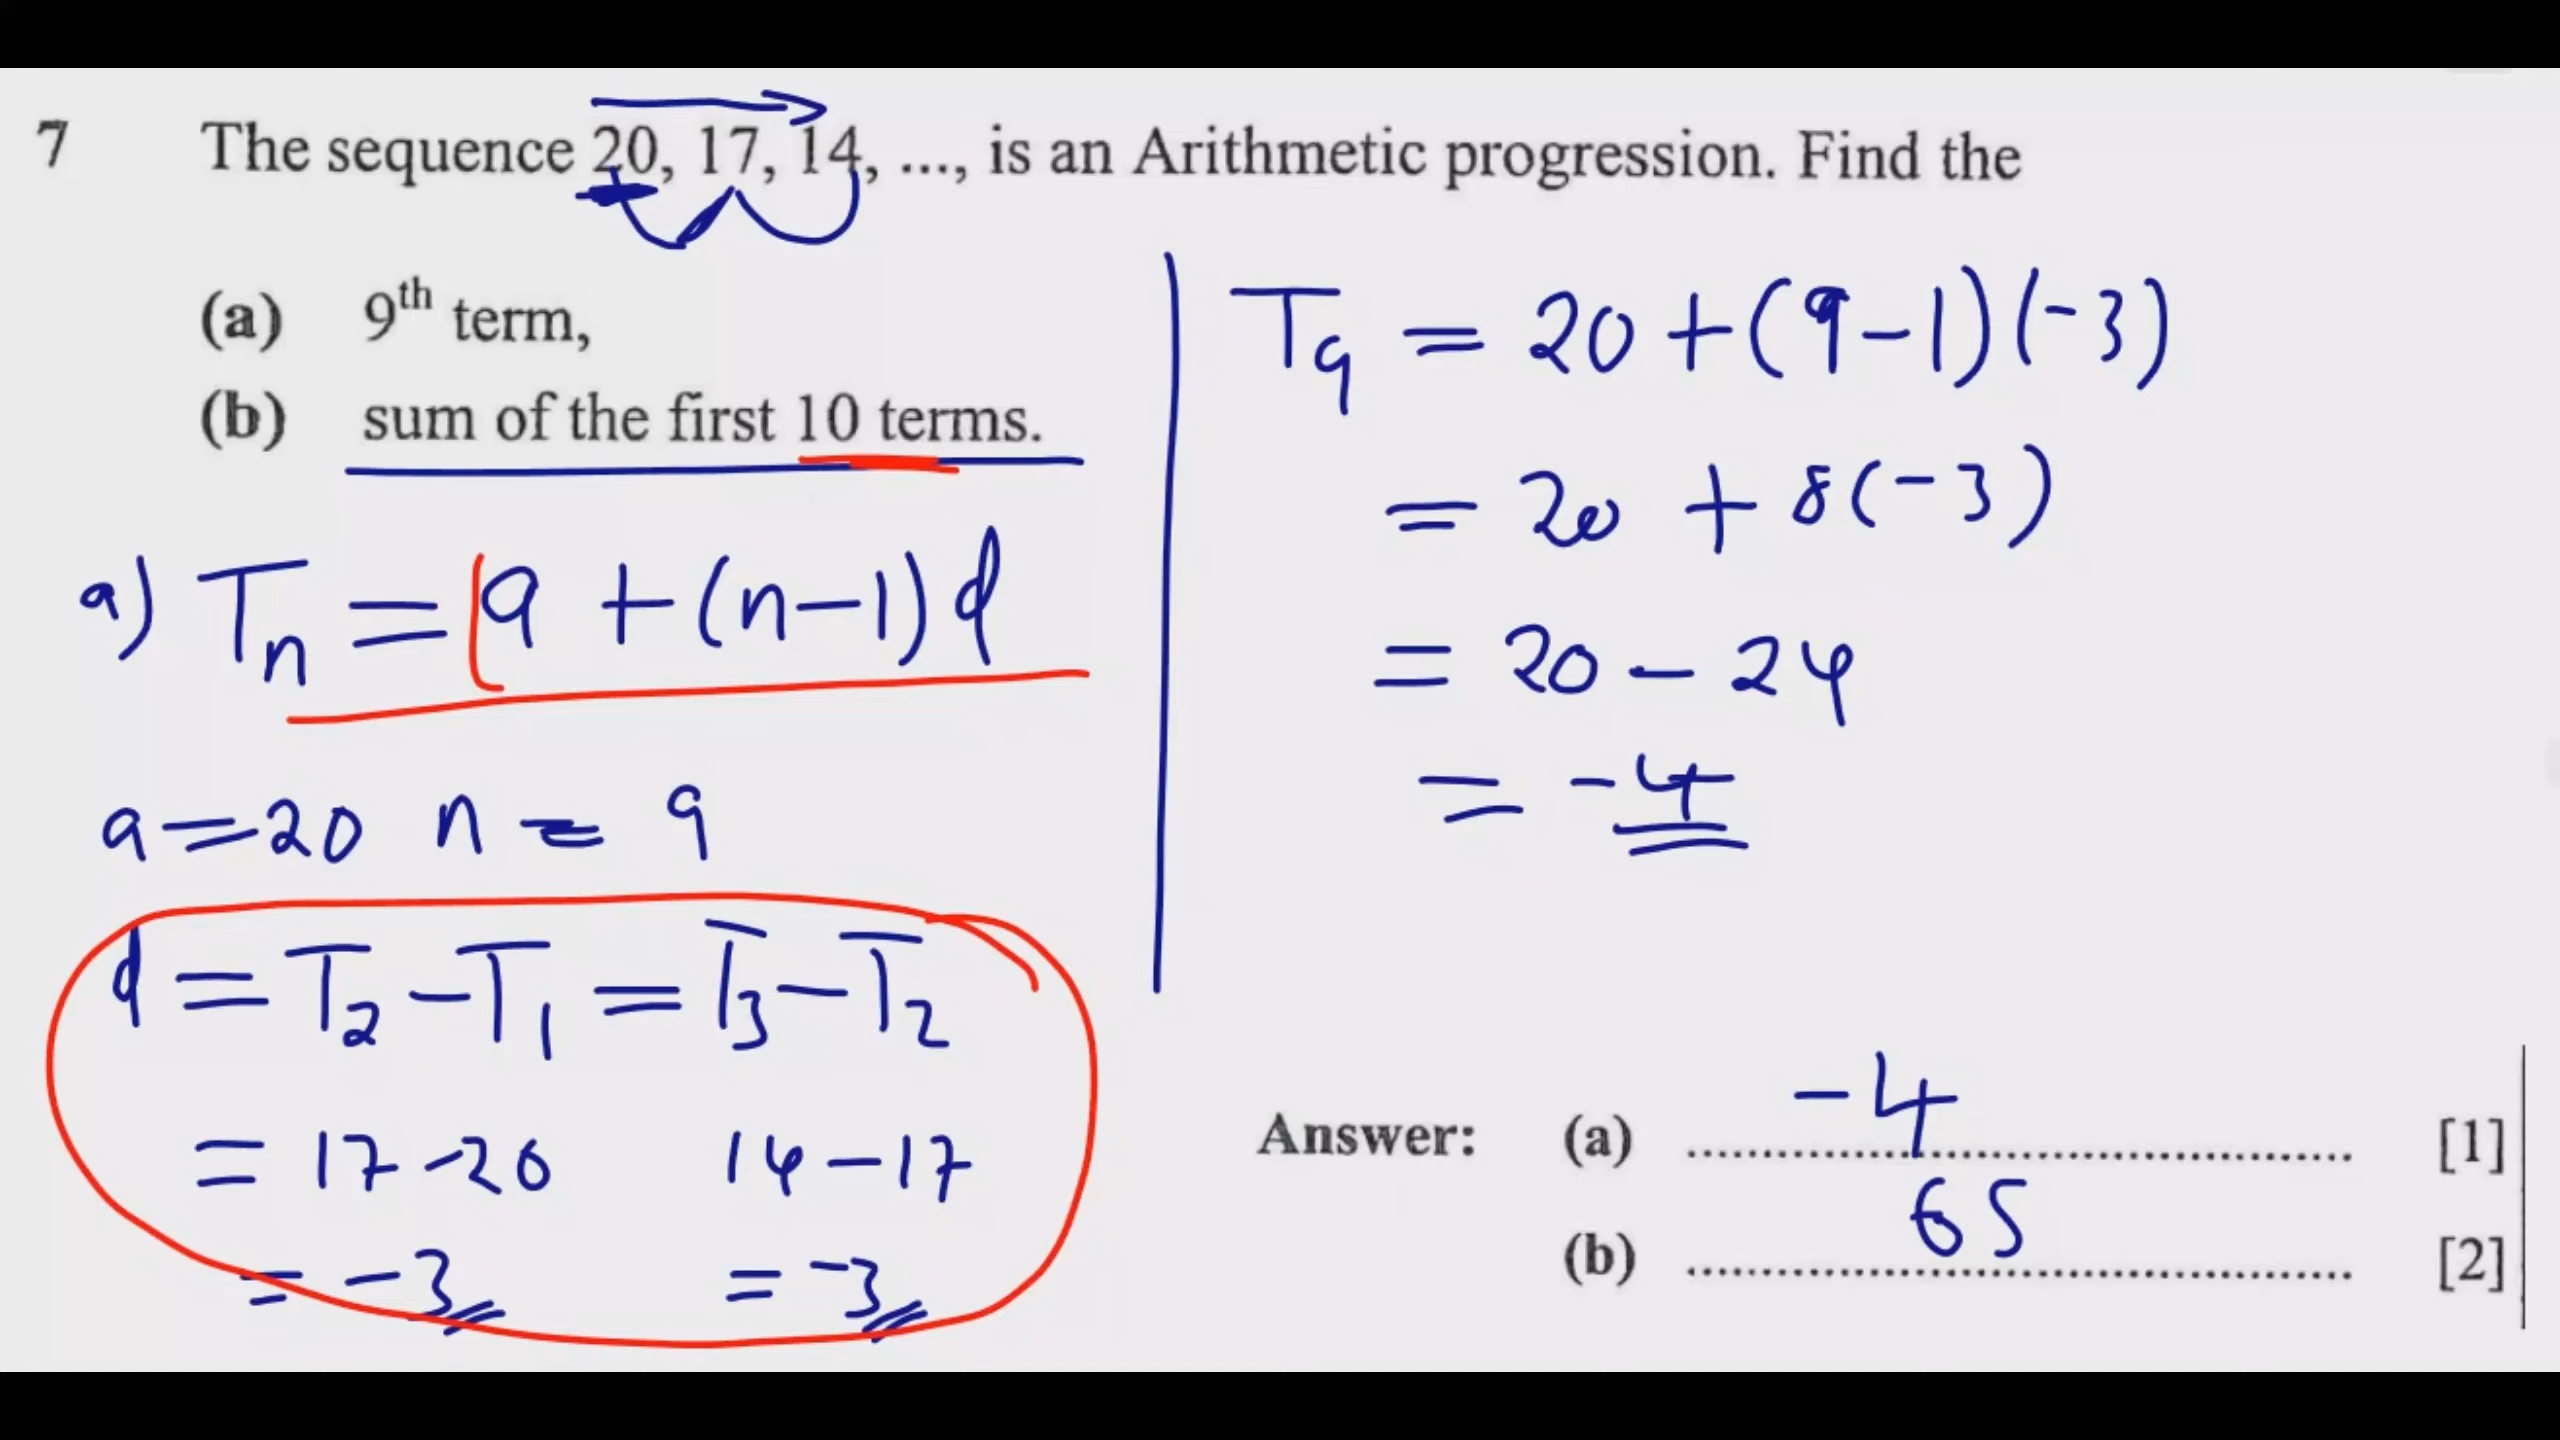 7 The sequence 20, 17, 14, ..., is an Arithmetic progression. Find the
(a) 9th term,
(b) sum of the first 10 terms.
a) Tn = a + (n-1)d
a = 20 n = 9
d = T2 - T1 = T3 - T2
= 17 - 20 14 - 17
= -3 = -3
T9 = 20 + (9-1)(-3)
= 20 + 8(-3)
= 20 - 24
= -4
Answer: (a) -4 [1]
(b) 65 [2]